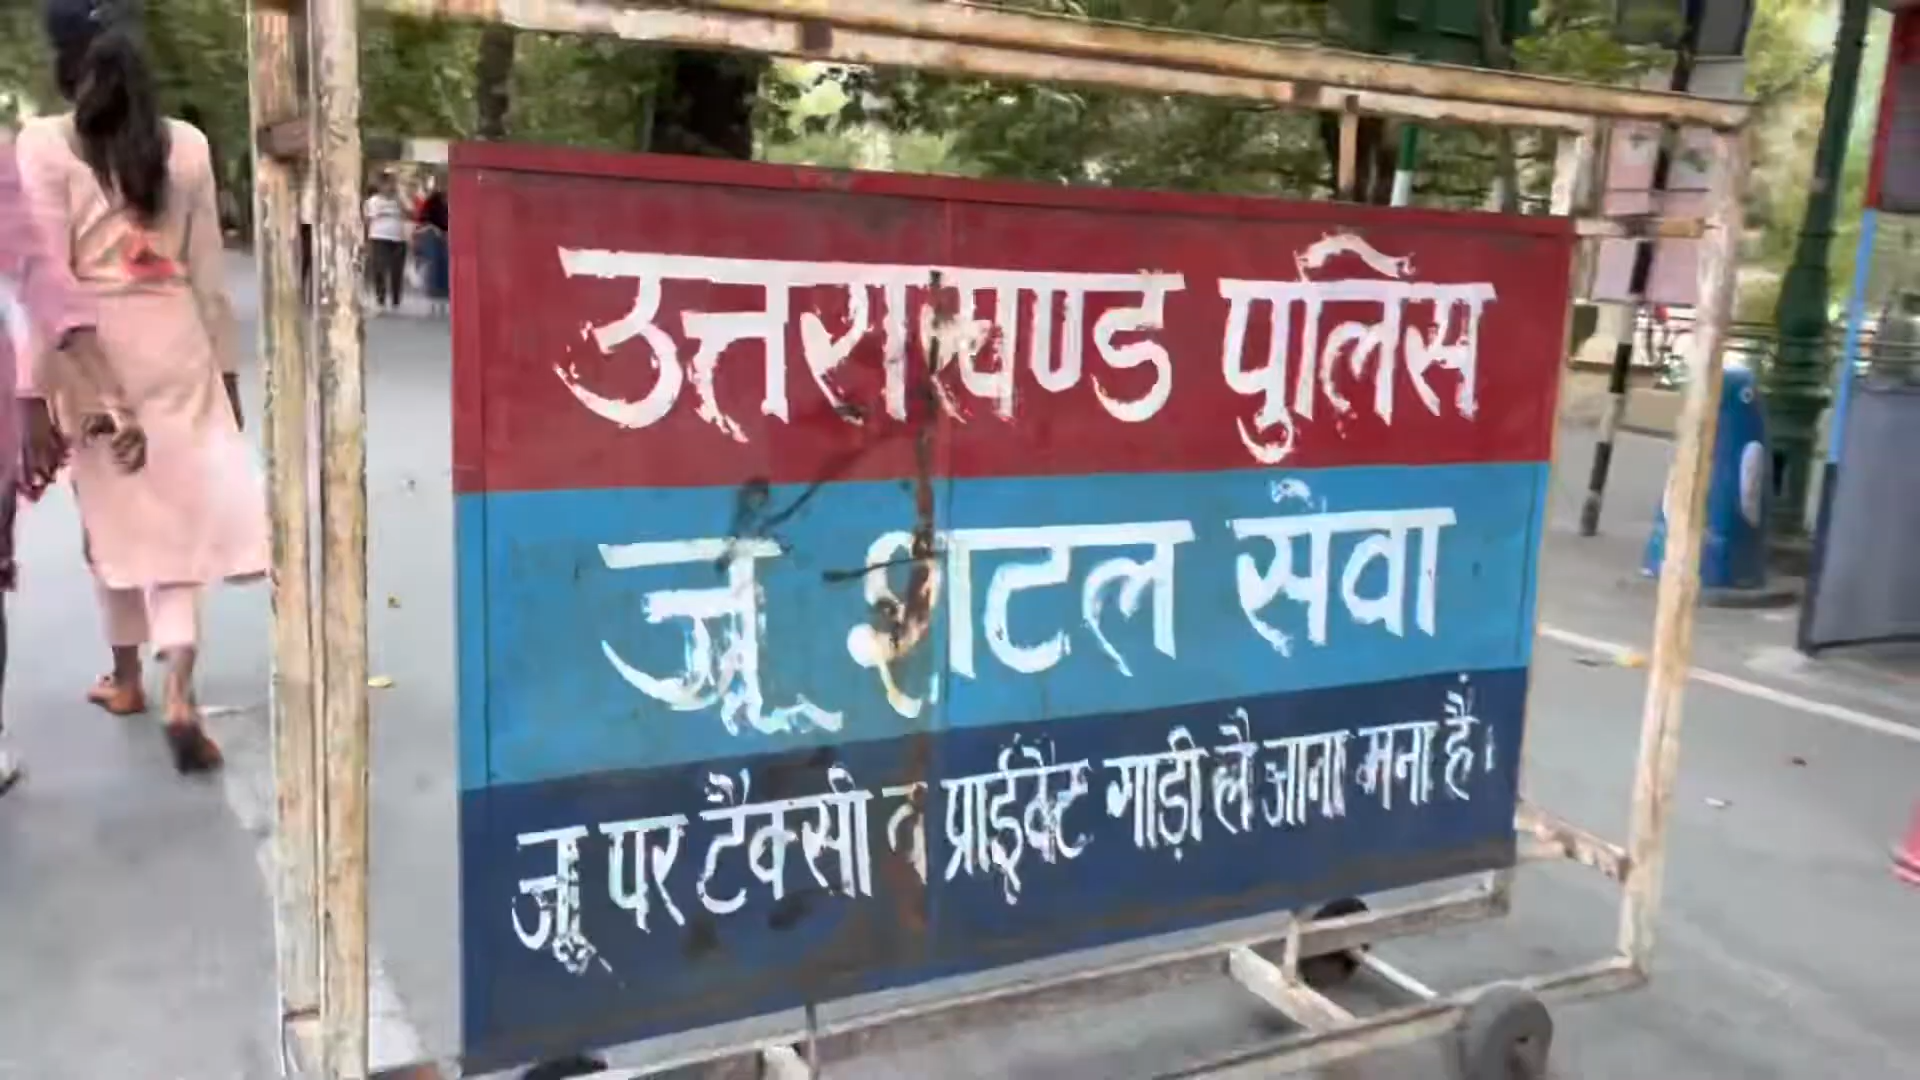 उत्तराखण्ड पुलिस
जू शटल सेवा
जू पर टैक्सी व प्राईवेट गाड़ी लै जाना मना हैं।